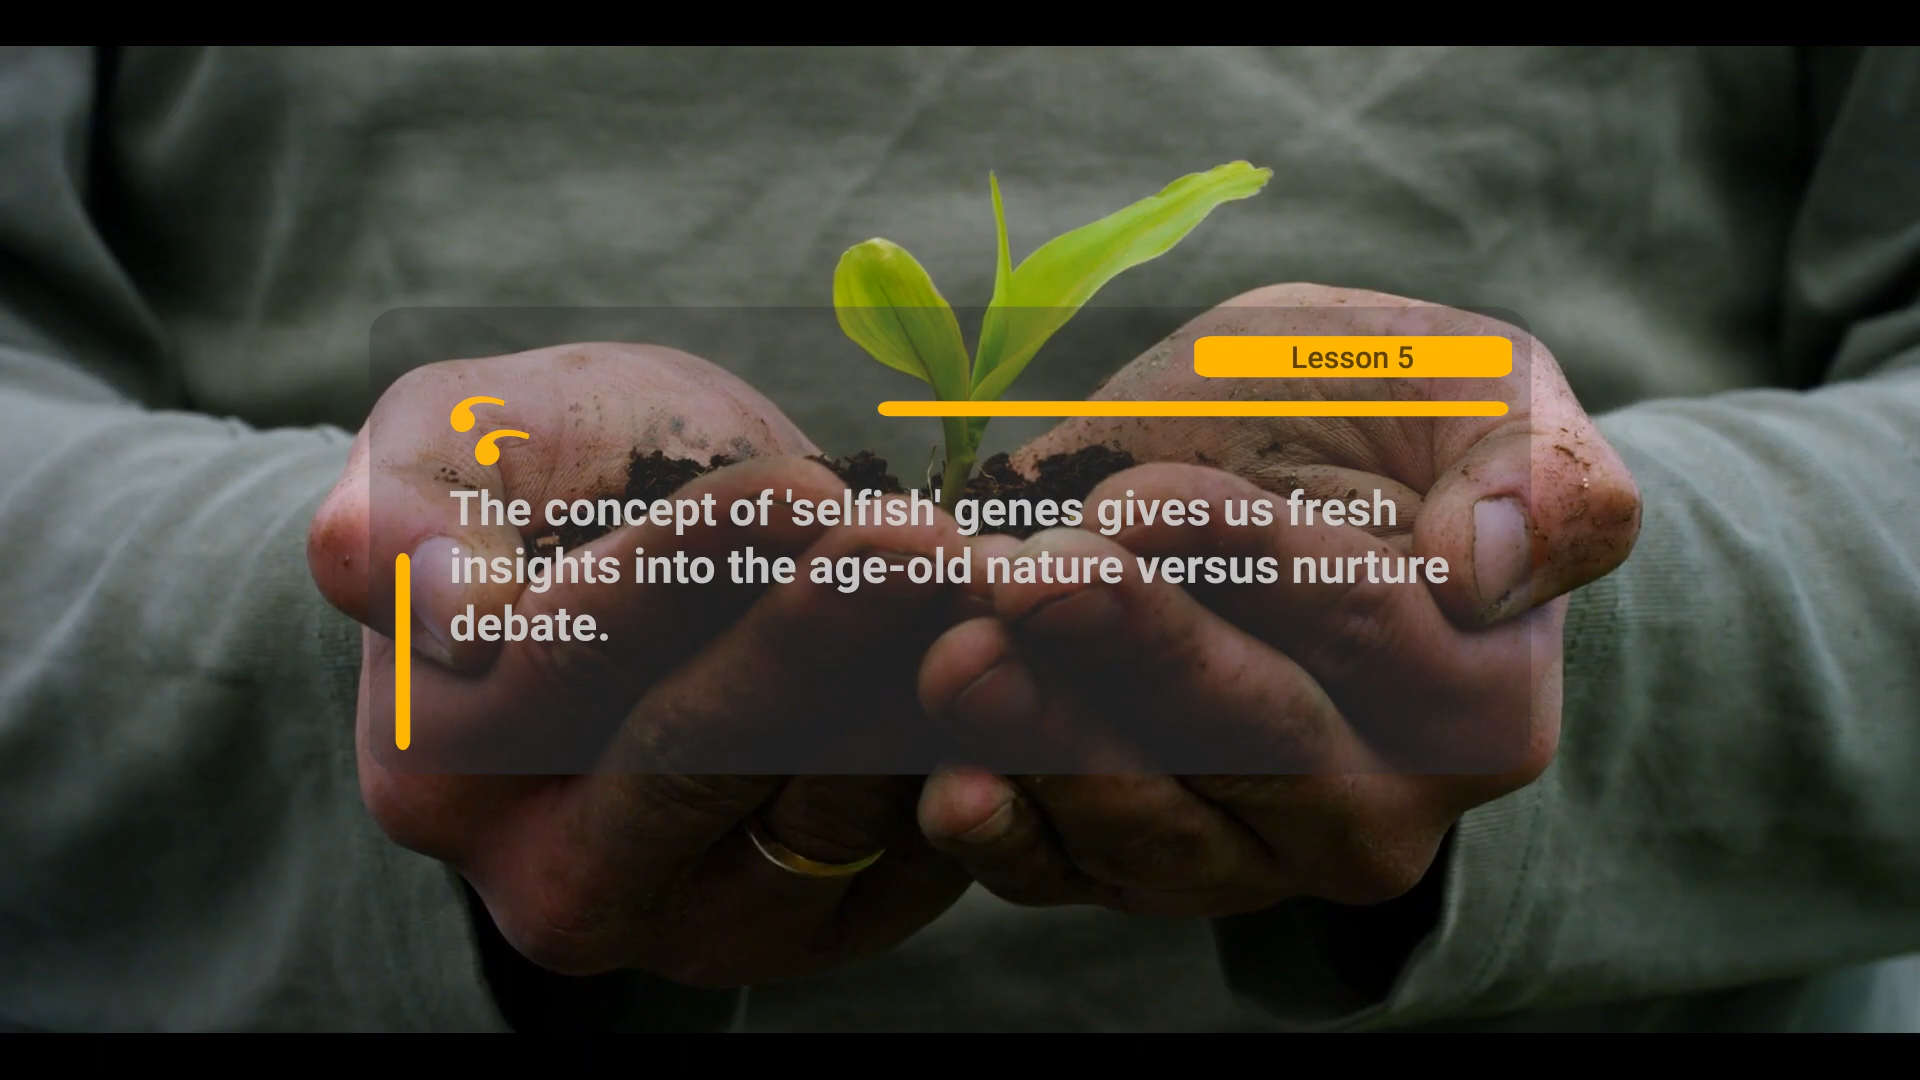 Lesson 5
The concept of 'selfish' genes gives us fresh
insights into the age-old nature versus nurture
debate.